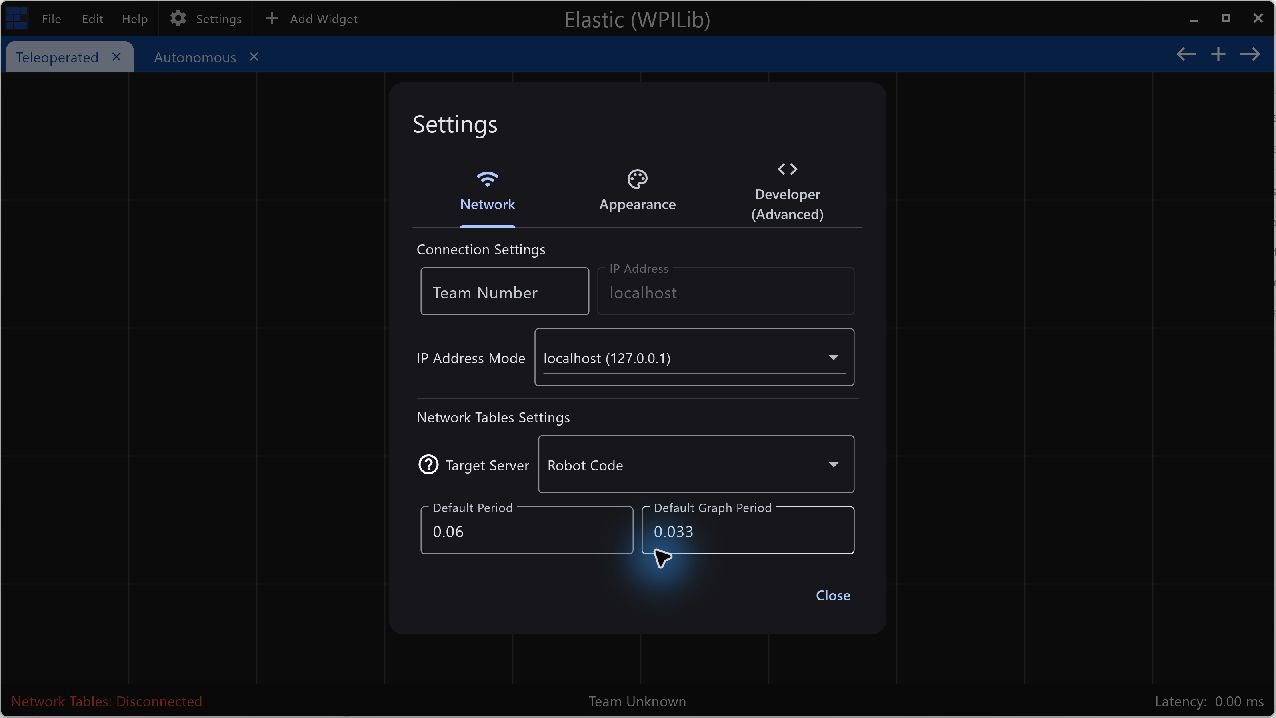 File Edit Help Settings Add Widget Elastic (WPILib)
Teleoperated Autonomous
Settings
Network Appearance Developer
(Advanced)
Connection Settings
Team Number
IP Address
localhost
IP Address Mode localhost (127.0.0.1)
Network Tables Settings
Target Server Robot Code
Default Period Default Graph Period
0.06 0.033
Close
Network Tables: Disconnected Team Unknown Latency: 0.00 ms